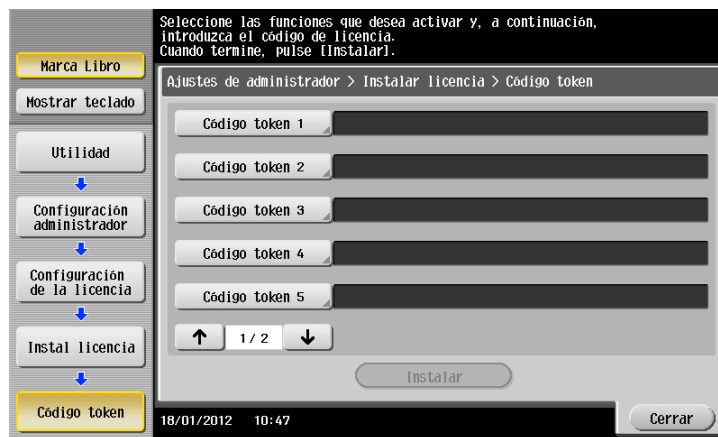 Seleccione las funciones que desea activar y, a continuación,
introduzca el código de licencia.
Cuando termine, pulse [Instalar].
Marca Libro
Mostrar teclado
Utilidad
Configuración
administrador
Configuración
de la licencia
Instal licencia
Código token
Ajustes de administrador > Instalar licencia > Código token
Código token 1
Código token 2
Código token 3
Código token 4
Código token 5
↑ 1/ 2 ↓
Instalar
18/01/2012 10:47
Cerrar